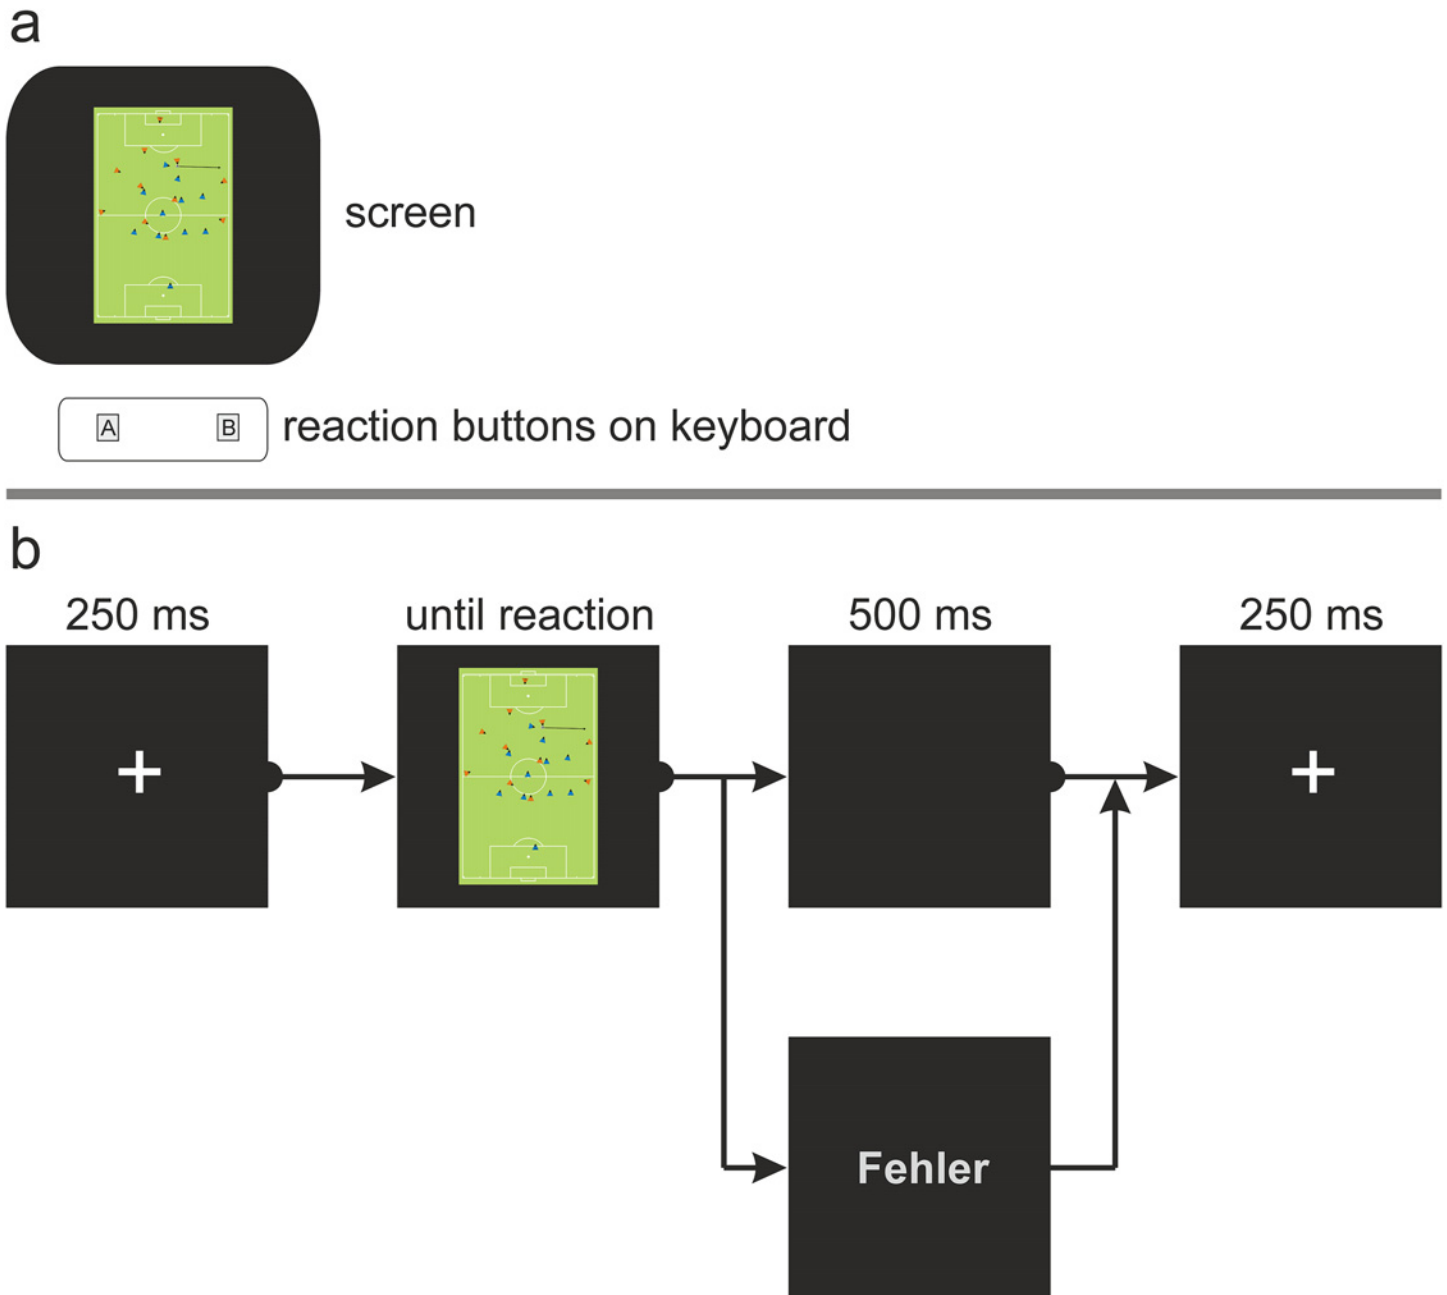 a
screen
A B
reaction buttons on keyboard
b
250 ms
until reaction
500 ms
250 ms
+
+
Fehler